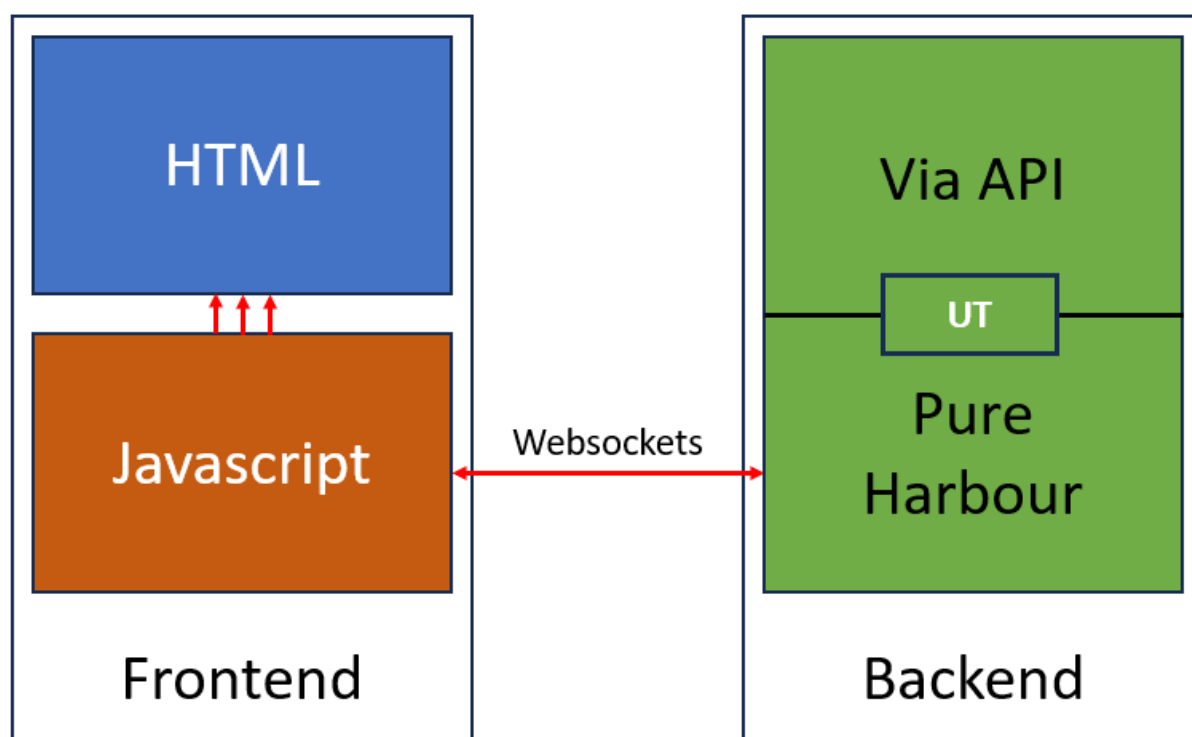 HTML
Javascript
Frontend
Websockets
Via API
UT
Pure
Harbour
Backend